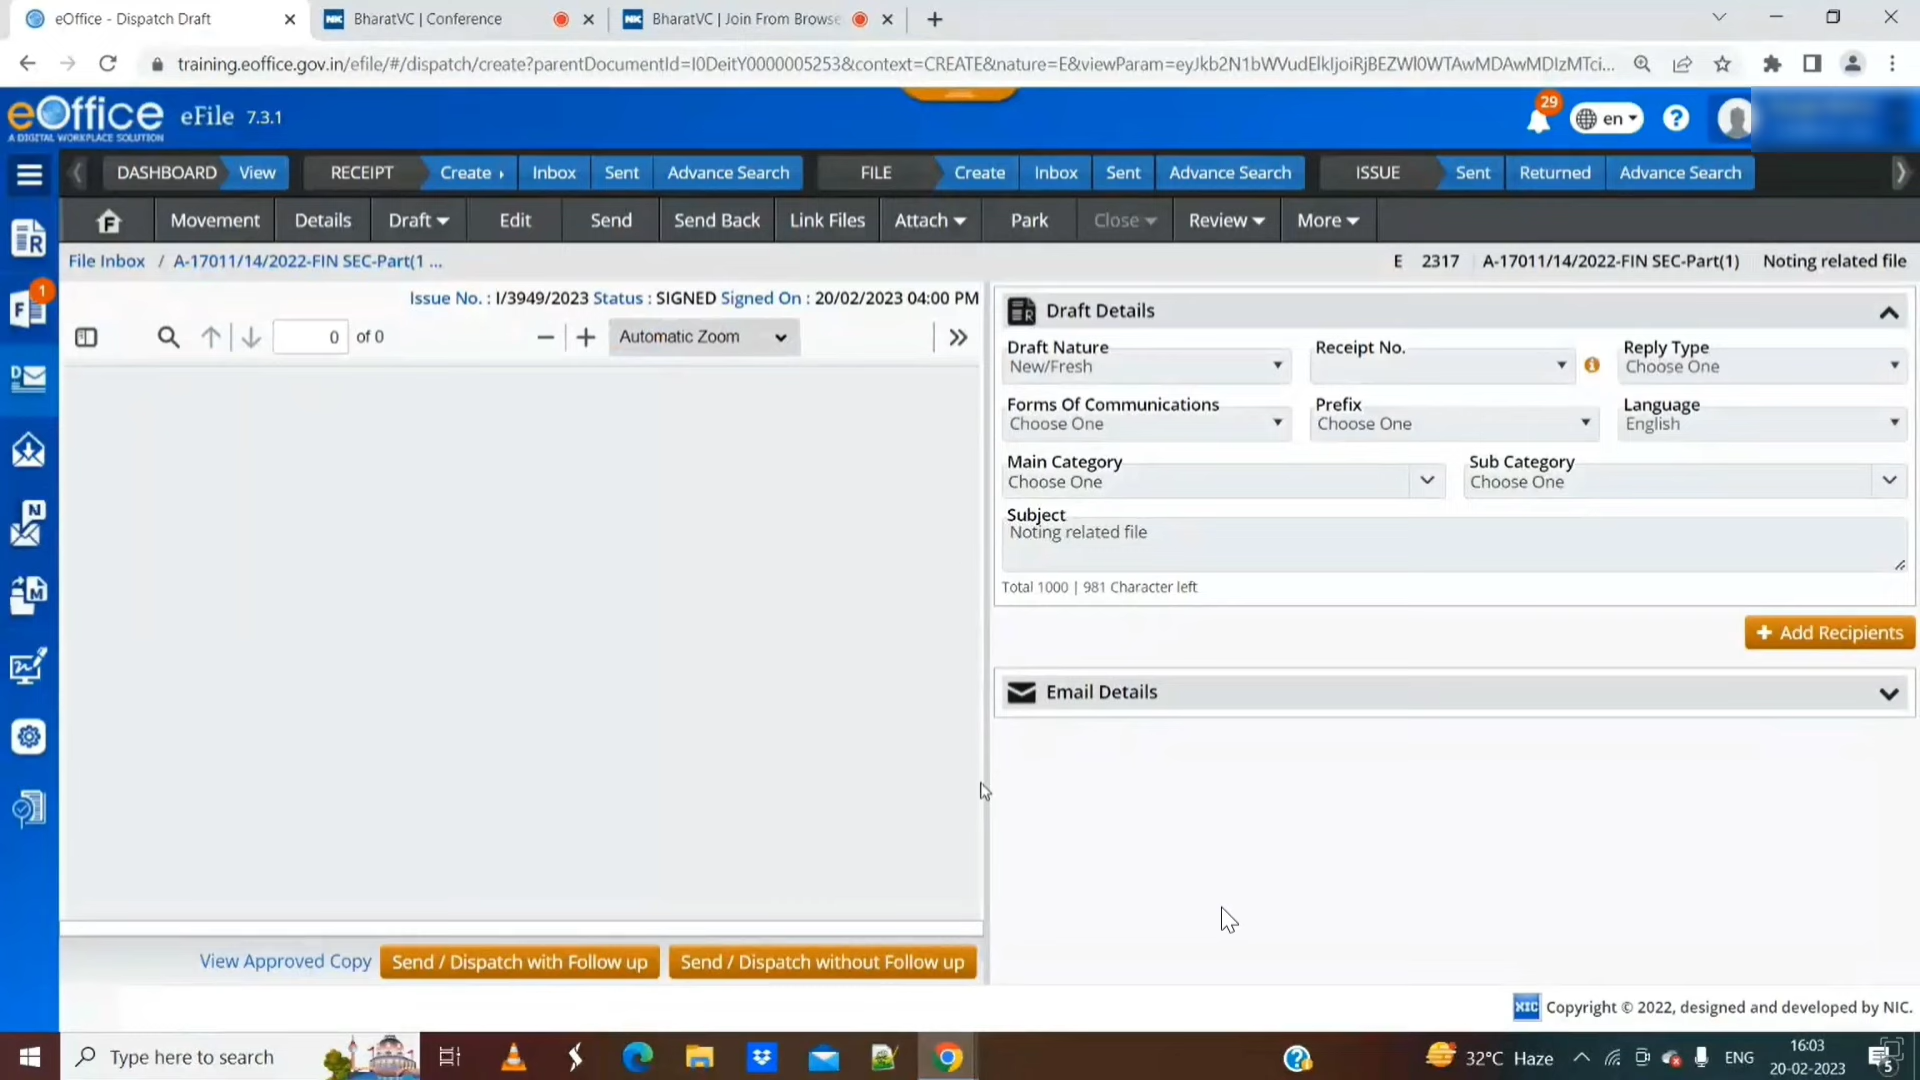 eOffice - Dispatch Draft
BharatVC | Conference
BharatVC | Join From Browse
training.eoffice.gov.in/efile/#/dispatch/create?parentDocumentId=I0DeitY0000005253&context=CREATE&nature=E&viewParam=eyJkb2N1bWVudElkIjoiRjBEZWl0WTAwMDAwMDIzMTci...
eOffice
A DIGITAL WORKPLACE SOLUTION
eFile 7.3.1
29
en
DASHBOARD View RECEIPT Create Inbox Sent Advance Search FILE Create Inbox Sent Advance Search ISSUE Sent Returned Advance Search
Movement Details Draft Edit Send Send Back Link Files Attach Park Close Review More
File Inbox / A-17011/14/2022-FIN SEC-Part(1 ...
E 2317 A-17011/14/2022-FIN SEC-Part(1) Noting related file
1
Issue No. : I/3949/2023 Status : SIGNED Signed On : 20/02/2023 04:00 PM
0 of 0
Automatic Zoom
Draft Details
Draft Nature
New/Fresh
Receipt No.
Reply Type
Choose One
Forms Of Communications
Choose One
Prefix
Choose One
Language
English
Main Category
Choose One
Sub Category
Choose One
Subject
Noting related file
Total 1000 | 981 Character left
+ Add Recipients
Email Details
View Approved Copy
Send / Dispatch with Follow up
Send / Dispatch without Follow up
NIC Copyright © 2022, designed and developed by NIC.
Type here to search
32°C Haze
ENG
16:03
20-02-2023
5